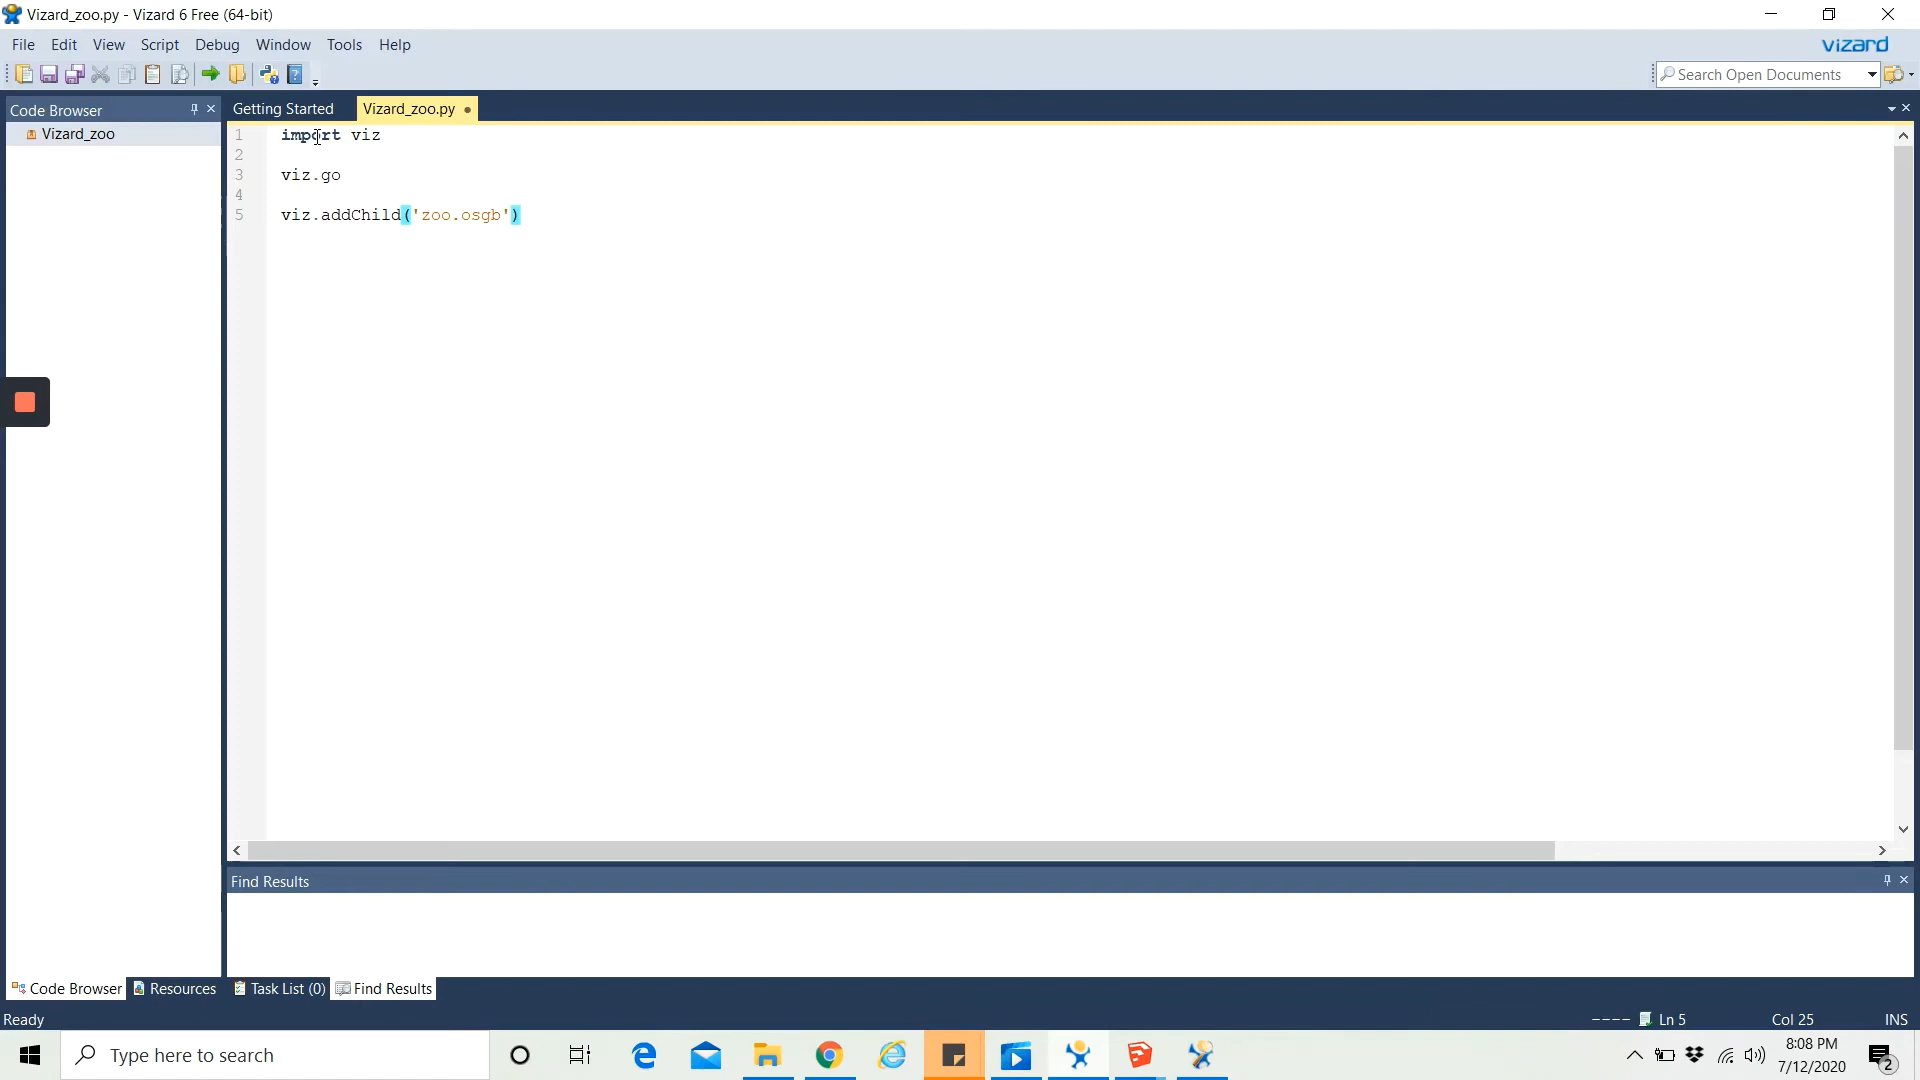 Vizard_zoo.py - Vizard 6 Free (64-bit)
File Edit View Script Debug Window Tools Help
vizard
Search Open Documents
Code Browser
Getting Started
Vizard_zoo.py
Vizard_zoo
1 import viz
2
3 viz.go
4
5 viz.addChild('zoo.osgb')
Find Results
Code Browser Resources Task List (0) Find Results
Ready
Ln 5
Col 25
INS
Type here to search
8:08 PM
7/12/2020
2